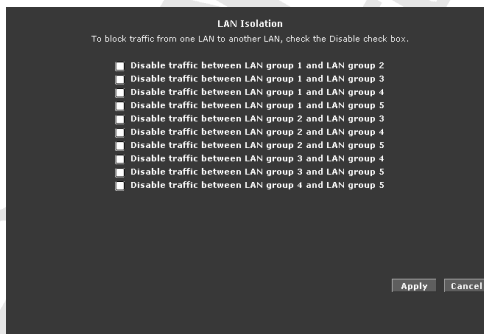 LAN Isolation
To block traffic from one LAN to another LAN, check the Disable check box.
Disable traffic between LAN group 1 and LAN group 2
Disable traffic between LAN group 1 and LAN group 3
Disable traffic between LAN group 1 and LAN group 4
Disable traffic between LAN group 1 and LAN group 5
Disable traffic between LAN group 2 and LAN group 3
Disable traffic between LAN group 2 and LAN group 4
Disable traffic between LAN group 2 and LAN group 5
Disable traffic between LAN group 3 and LAN group 4
Disable traffic between LAN group 3 and LAN group 5
Disable traffic between LAN group 4 and LAN group 5
Apply Cancel